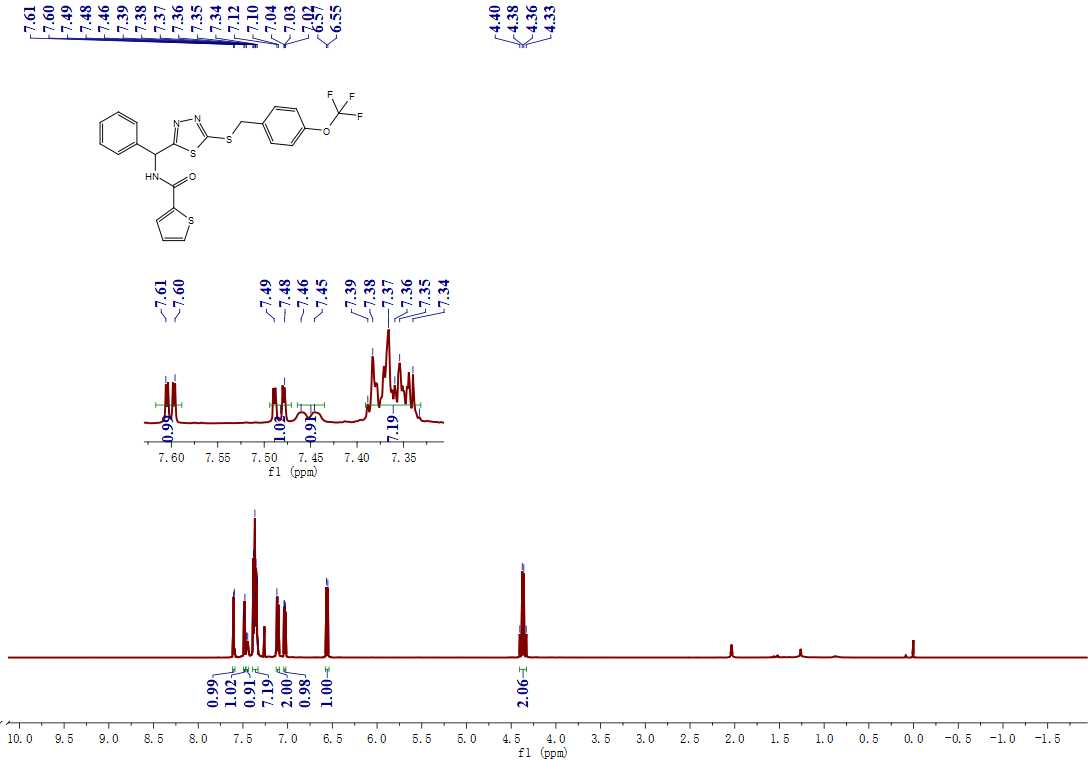 7.61 7.60 7.49 7.48 7.46 7.39 7.38 7.37 7.36 7.35 7.34 7.12 7.10 7.04 7.03 7.02 6.57 6.55 4.40 4.38 4.36 4.33
F F
N N F
S O
S
HN O
S
7.61 7.60 7.49 7.48 7.46 7.45 7.39 7.38 7.37 7.36 7.35 7.34
0.99 1.02 0.91 7.19
7.60 7.55 7.50 7.45 7.40 7.35
f1 (ppm)
0.99 1.02 0.91 7.19 2.00 0.98 1.00 2.06
10.0 9.5 9.0 8.5 8.0 7.5 7.0 6.5 6.0 5.5 5.0 4.5 4.0 3.5 3.0 2.5 2.0 1.5 1.0 0.5 0.0 -0.5 -1.0 -1.5
f1 (ppm)